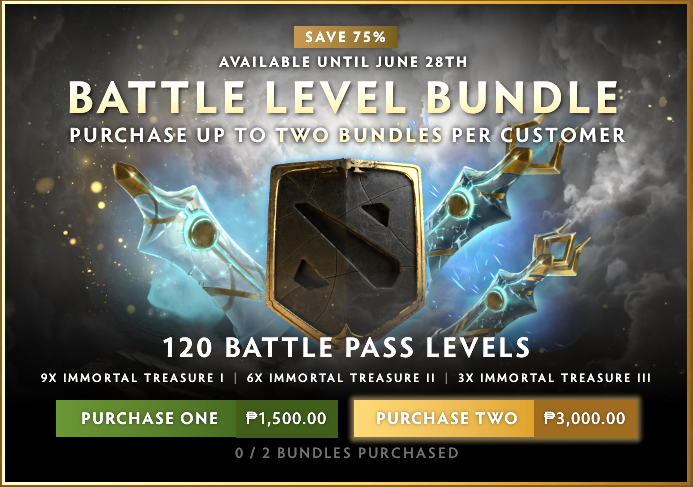 SAVE 75%
AVAILABLE UNTIL JUNE 28TH
BATTLE LEVEL BUNDLE
PURCHASE UP TO TWO BUNDLES PER CUSTOMER
120 BATTLE PASS LEVELS
9X IMMORTAL TREASURE I | 6X IMMORTAL TREASURE II | 3X IMMORTAL TREASURE III
PURCHASE ONE ₱1,500.00 PURCHASE TWO ₱3,000.00
0 / 2 BUNDLES PURCHASED